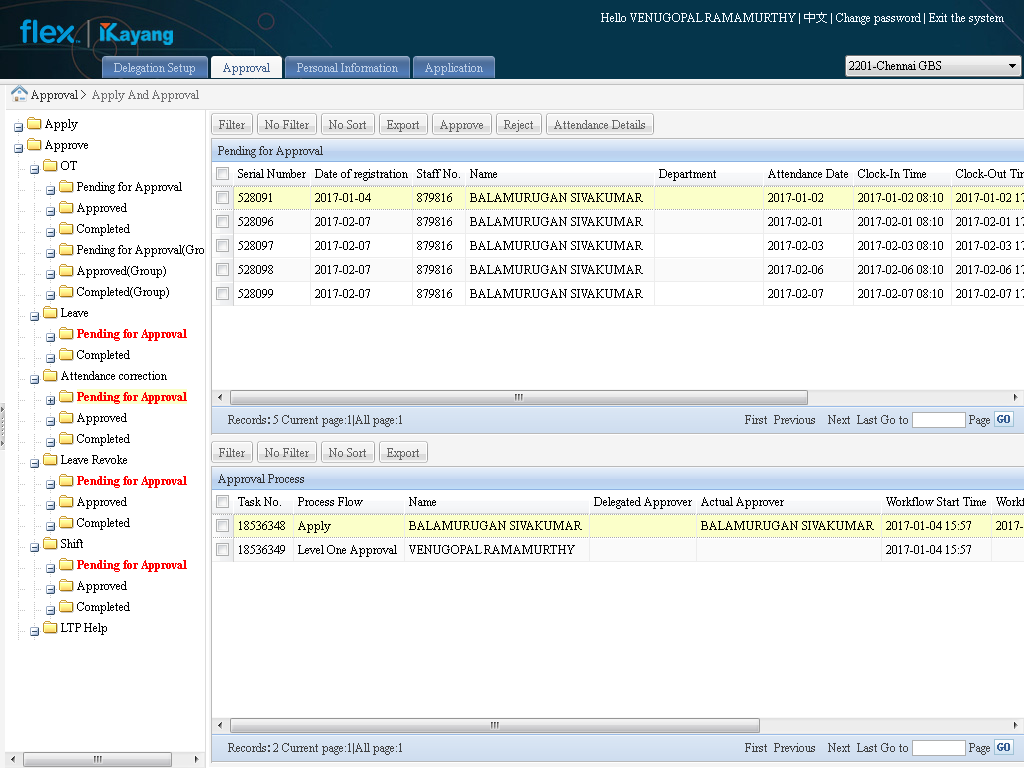 Hello VENUGOPAL RAMAMURTHY | 中文 | Change password | Exit the system
flex | Kayang
Delegation Setup Approval Personal Information Application
2201-Chennai GBS
Approval> Apply And Approval
Apply
Approve
OT
Pending for Approval
Approved
Completed
Pending for Approval(Gro
Approved(Group)
Completed(Group)
Leave
Pending for Approval
Completed
Attendance correction
Pending for Approval
Approved
Completed
Leave Revoke
Pending for Approval
Approved
Completed
Shift
Pending for Approval
Approved
Completed
LTP Help
Filter No Filter No Sort Export Approve Reject Attendance Details
Pending for Approval
Serial Number Date of registration Staff No. Name Department Attendance Date Clock-In Time Clock-Out Tim
528091 2017-01-04 879816 BALAMURUGAN SIVAKUMAR 2017-01-02 2017-01-02 08:10 2017-01-02 17
528096 2017-02-07 879816 BALAMURUGAN SIVAKUMAR 2017-02-01 2017-02-01 08:10 2017-02-01 17
528097 2017-02-07 879816 BALAMURUGAN SIVAKUMAR 2017-02-03 2017-02-03 08:10 2017-02-03 17
528098 2017-02-07 879816 BALAMURUGAN SIVAKUMAR 2017-02-06 2017-02-06 08:10 2017-02-06 17
528099 2017-02-07 879816 BALAMURUGAN SIVAKUMAR 2017-02-07 2017-02-07 08:10 2017-02-07 17
Records: 5 Current page:1|All page:1 First Previous Next Last Go to Page GO
Filter No Filter No Sort Export
Approval Process
Task No. Process Flow Name Delegated Approver Actual Approver Workflow Start Time Workf
18536348 Apply BALAMURUGAN SIVAKUMAR BALAMURUGAN SIVAKUMAR 2017-01-04 15:57 2017-
18536349 Level One Approval VENUGOPAL RAMAMURTHY 2017-01-04 15:57
Records: 2 Current page:1|All page:1 First Previous Next Last Go to Page GO